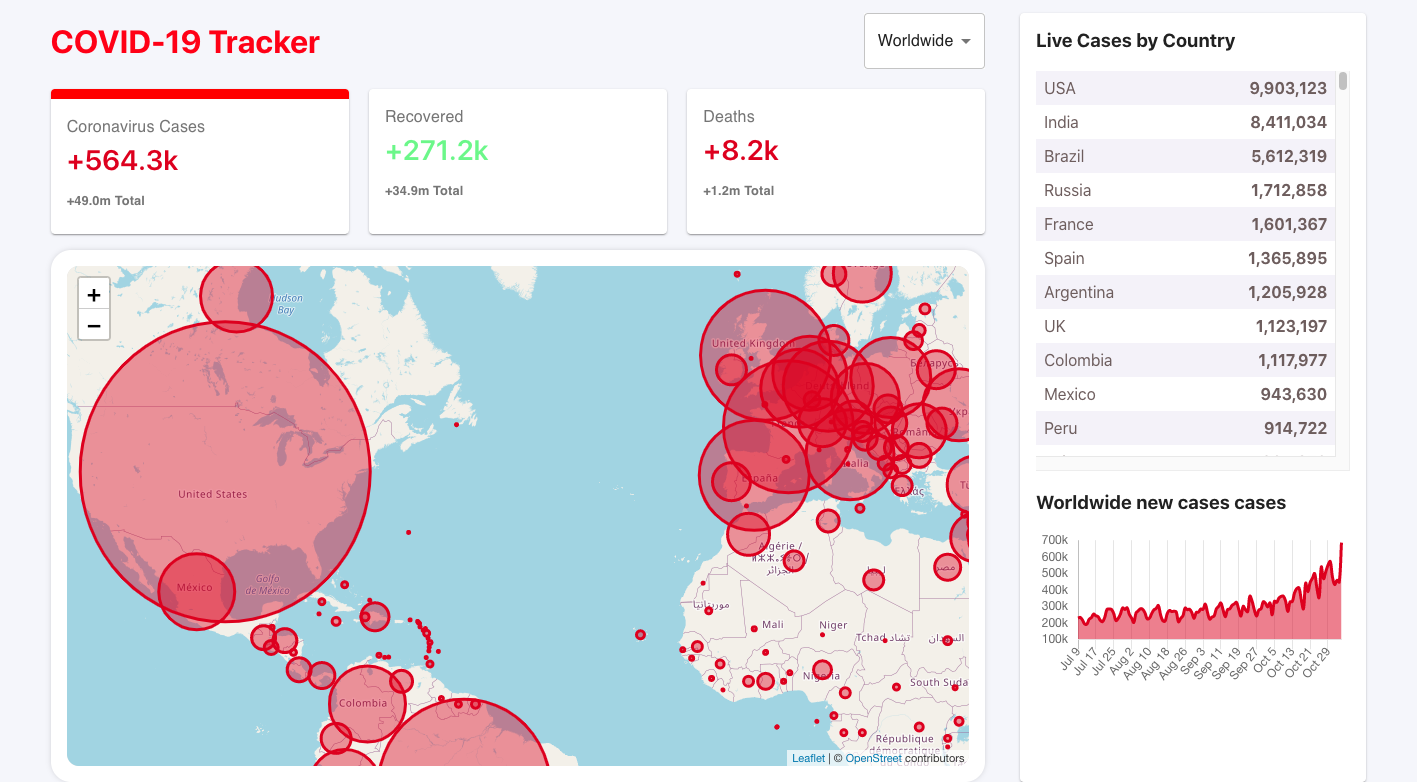 COVID-19 Tracker
Worldwide
Coronavirus Cases
+564.3k
+49.0m Total
Recovered
+271.2k
+34.9m Total
Deaths
+8.2k
+1.2m Total
+
−
Hudson
Bay
United States
México
Golfo
de México
Colombia
United Kingdom
Беларусь
España
România
Italia
Ελλάς
Algérie /
الجزائر
ليبيا
مصر
موريتانيا
Mali
Niger
Tchad تشاد
السودان
Nigeria
South Suda
République
démocratique
Leaflet | © OpenStreet contributors
Live Cases by Country
USA 9,903,123
India 8,411,034
Brazil 5,612,319
Russia 1,712,858
France 1,601,367
Spain 1,365,895
Argentina 1,205,928
UK 1,123,197
Colombia 1,117,977
Mexico 943,630
Peru 914,722
Worldwide new cases cases
700k
600k
500k
400k
300k
200k
100k
Jul 9 Jul 17 Jul 25 Aug 2 Aug 10 Aug 18 Aug 26 Sep 3 Sep 11 Sep 19 Sep 27 Oct 5 Oct 13 Oct 21 Oct 29